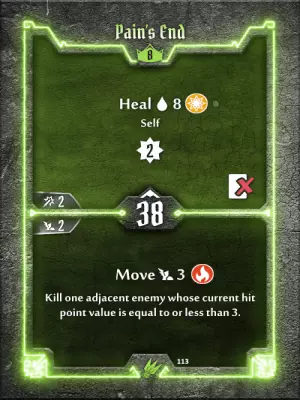 Pain's End
8
Heal 8
Self
2
2
2
38
Move 3
Kill one adjacent enemy whose current hit
point value is equal to or less than 3.
113